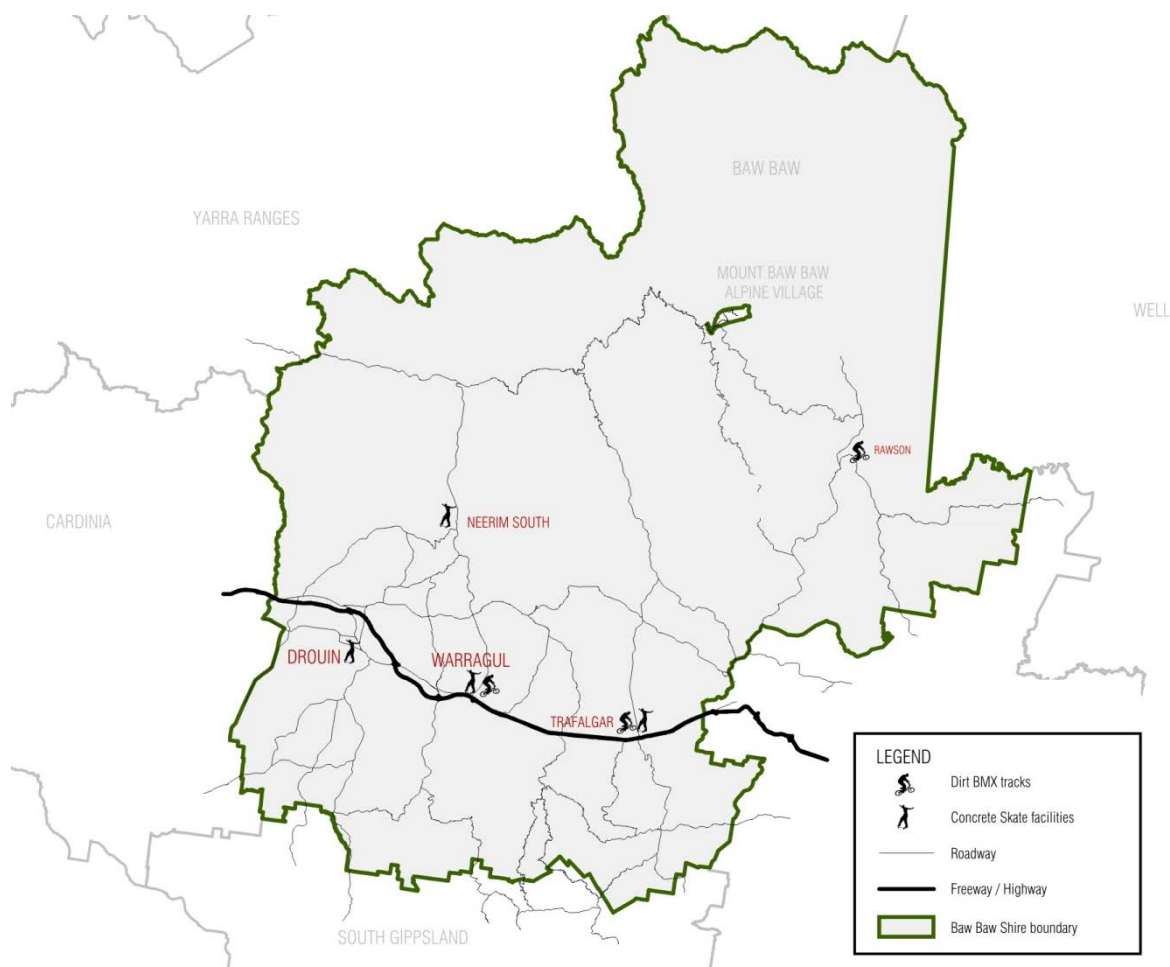 BAW BAW
YARRA RANGES
MOUNT BAW BAW
ALPINE VILLAGE
WELL
RAWSON
CARDINIA
NEERIM SOUTH
DROUIN
WARRAGUL
TRAFALGAR
LEGEND
Dirt BMX tracks
Concrete Skate facilities
Roadway
Freeway / Highway
Baw Baw Shire boundary
SOUTH GIPPSLAND